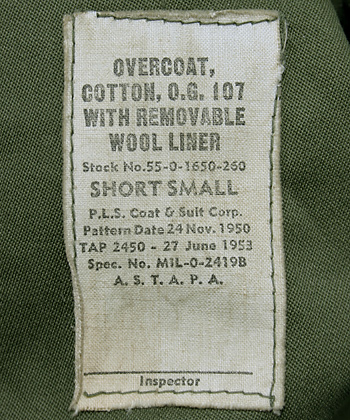 OVERCOAT,
COTTON, O.G. 107
WITH REMOVABLE
WOOL LINER
Stock No.55-0-1650-260
SHORT SMALL
P.L.S. Coat & Suit Corp.
Pattern Date 24 Nov. 1950
TAP 2450 - 27 June 1953
Spec. No. MIL-O-2419B
A. S. T. A. P. A.
Inspector